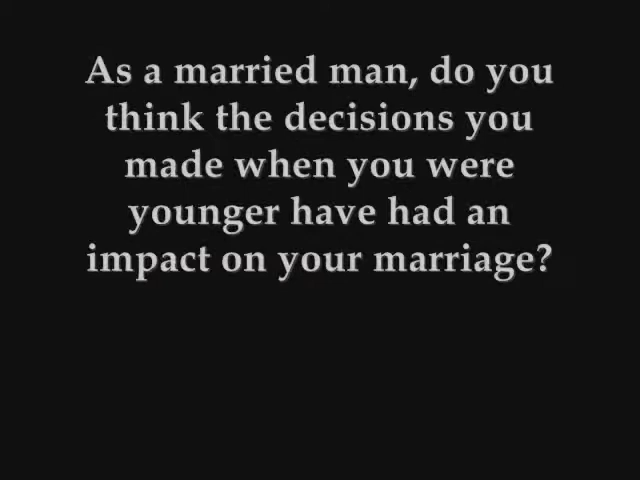 As a married man, do you
think the decisions you
made when you were
younger have had an
impact on your marriage?